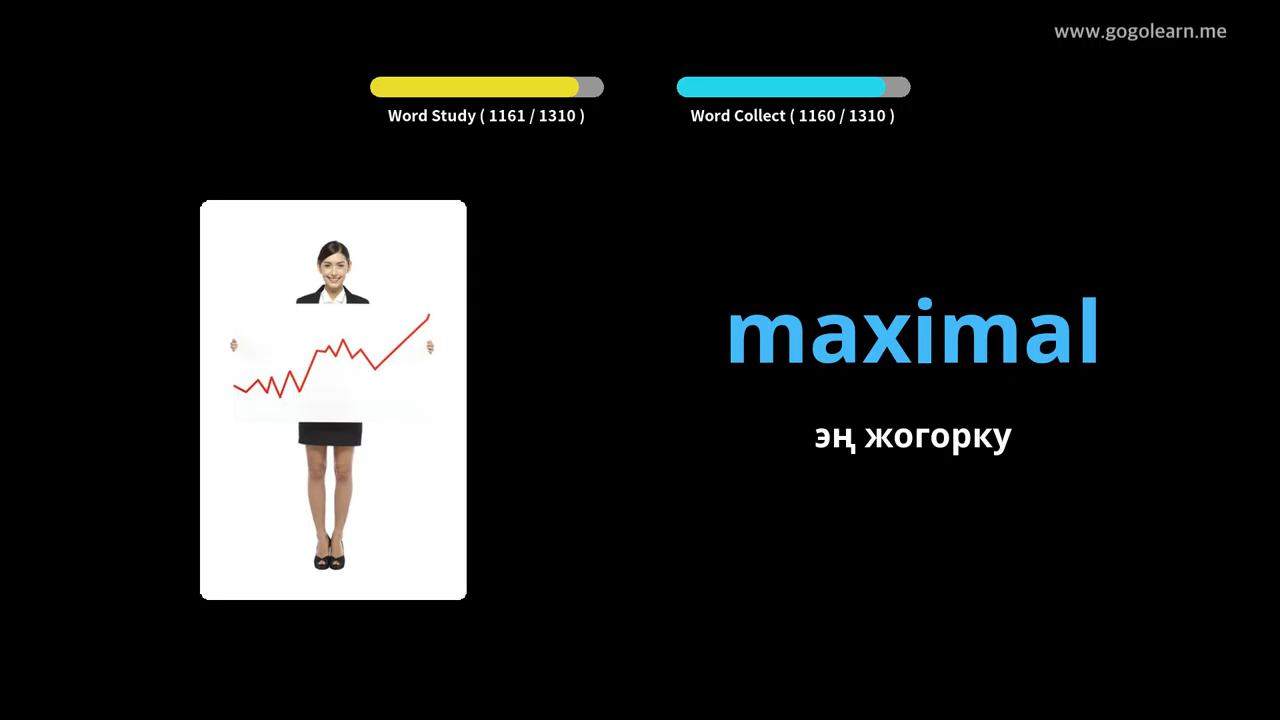 www.gogolearn.me
Word Study ( 1161 / 1310 )
Word Collect ( 1160 / 1310 )
maximal
эң жогорку